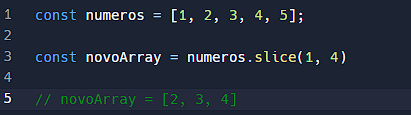 1 const numeros = [1, 2, 3, 4, 5];
2
3 const novoArray = numeros.slice(1, 4)
4
5 // novoArray = [2, 3, 4]